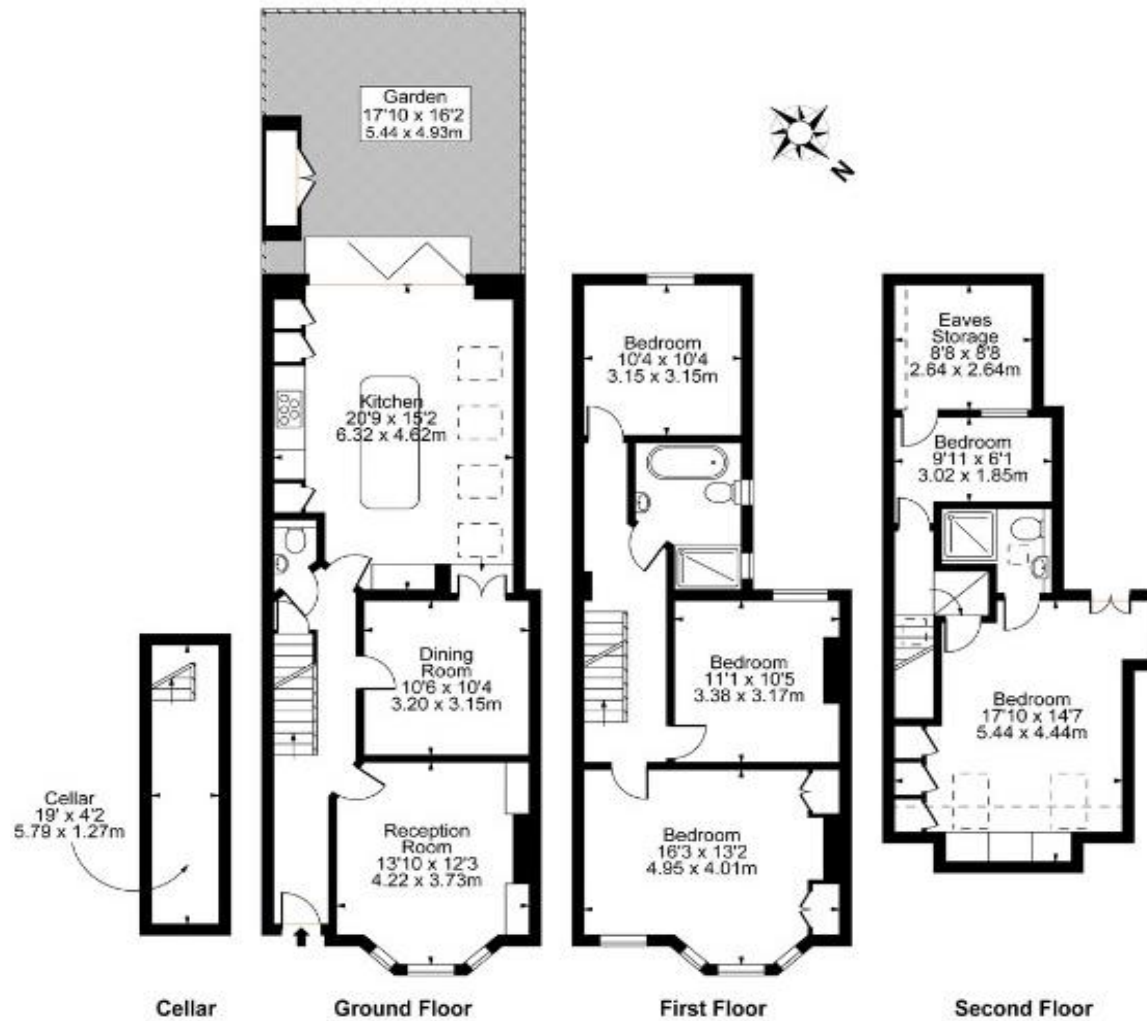 Garden
17'10 x 16'2
5.44 x 4.93m
N
Kitchen
20'9 x 15'2
6.32 x 4.62m
Dining
Room
10'6 x 10'4
3.20 x 3.15m
Reception
Room
13'10 x 12'3
4.22 x 3.73m
Cellar
19' x 4'2
5.79 x 1.27m
Bedroom
10'4 x 10'4
3.15 x 3.15m
Bedroom
11'1 x 10'5
3.38 x 3.17m
Bedroom
16'3 x 13'2
4.95 x 4.01m
Eaves
Storage
8'8 x 8'8
2.64 x 2.64m
Bedroom
9'11 x 6'1
3.02 x 1.85m
Bedroom
17'10 x 14'7
5.44 x 4.44m
Cellar
Ground Floor
First Floor
Second Floor